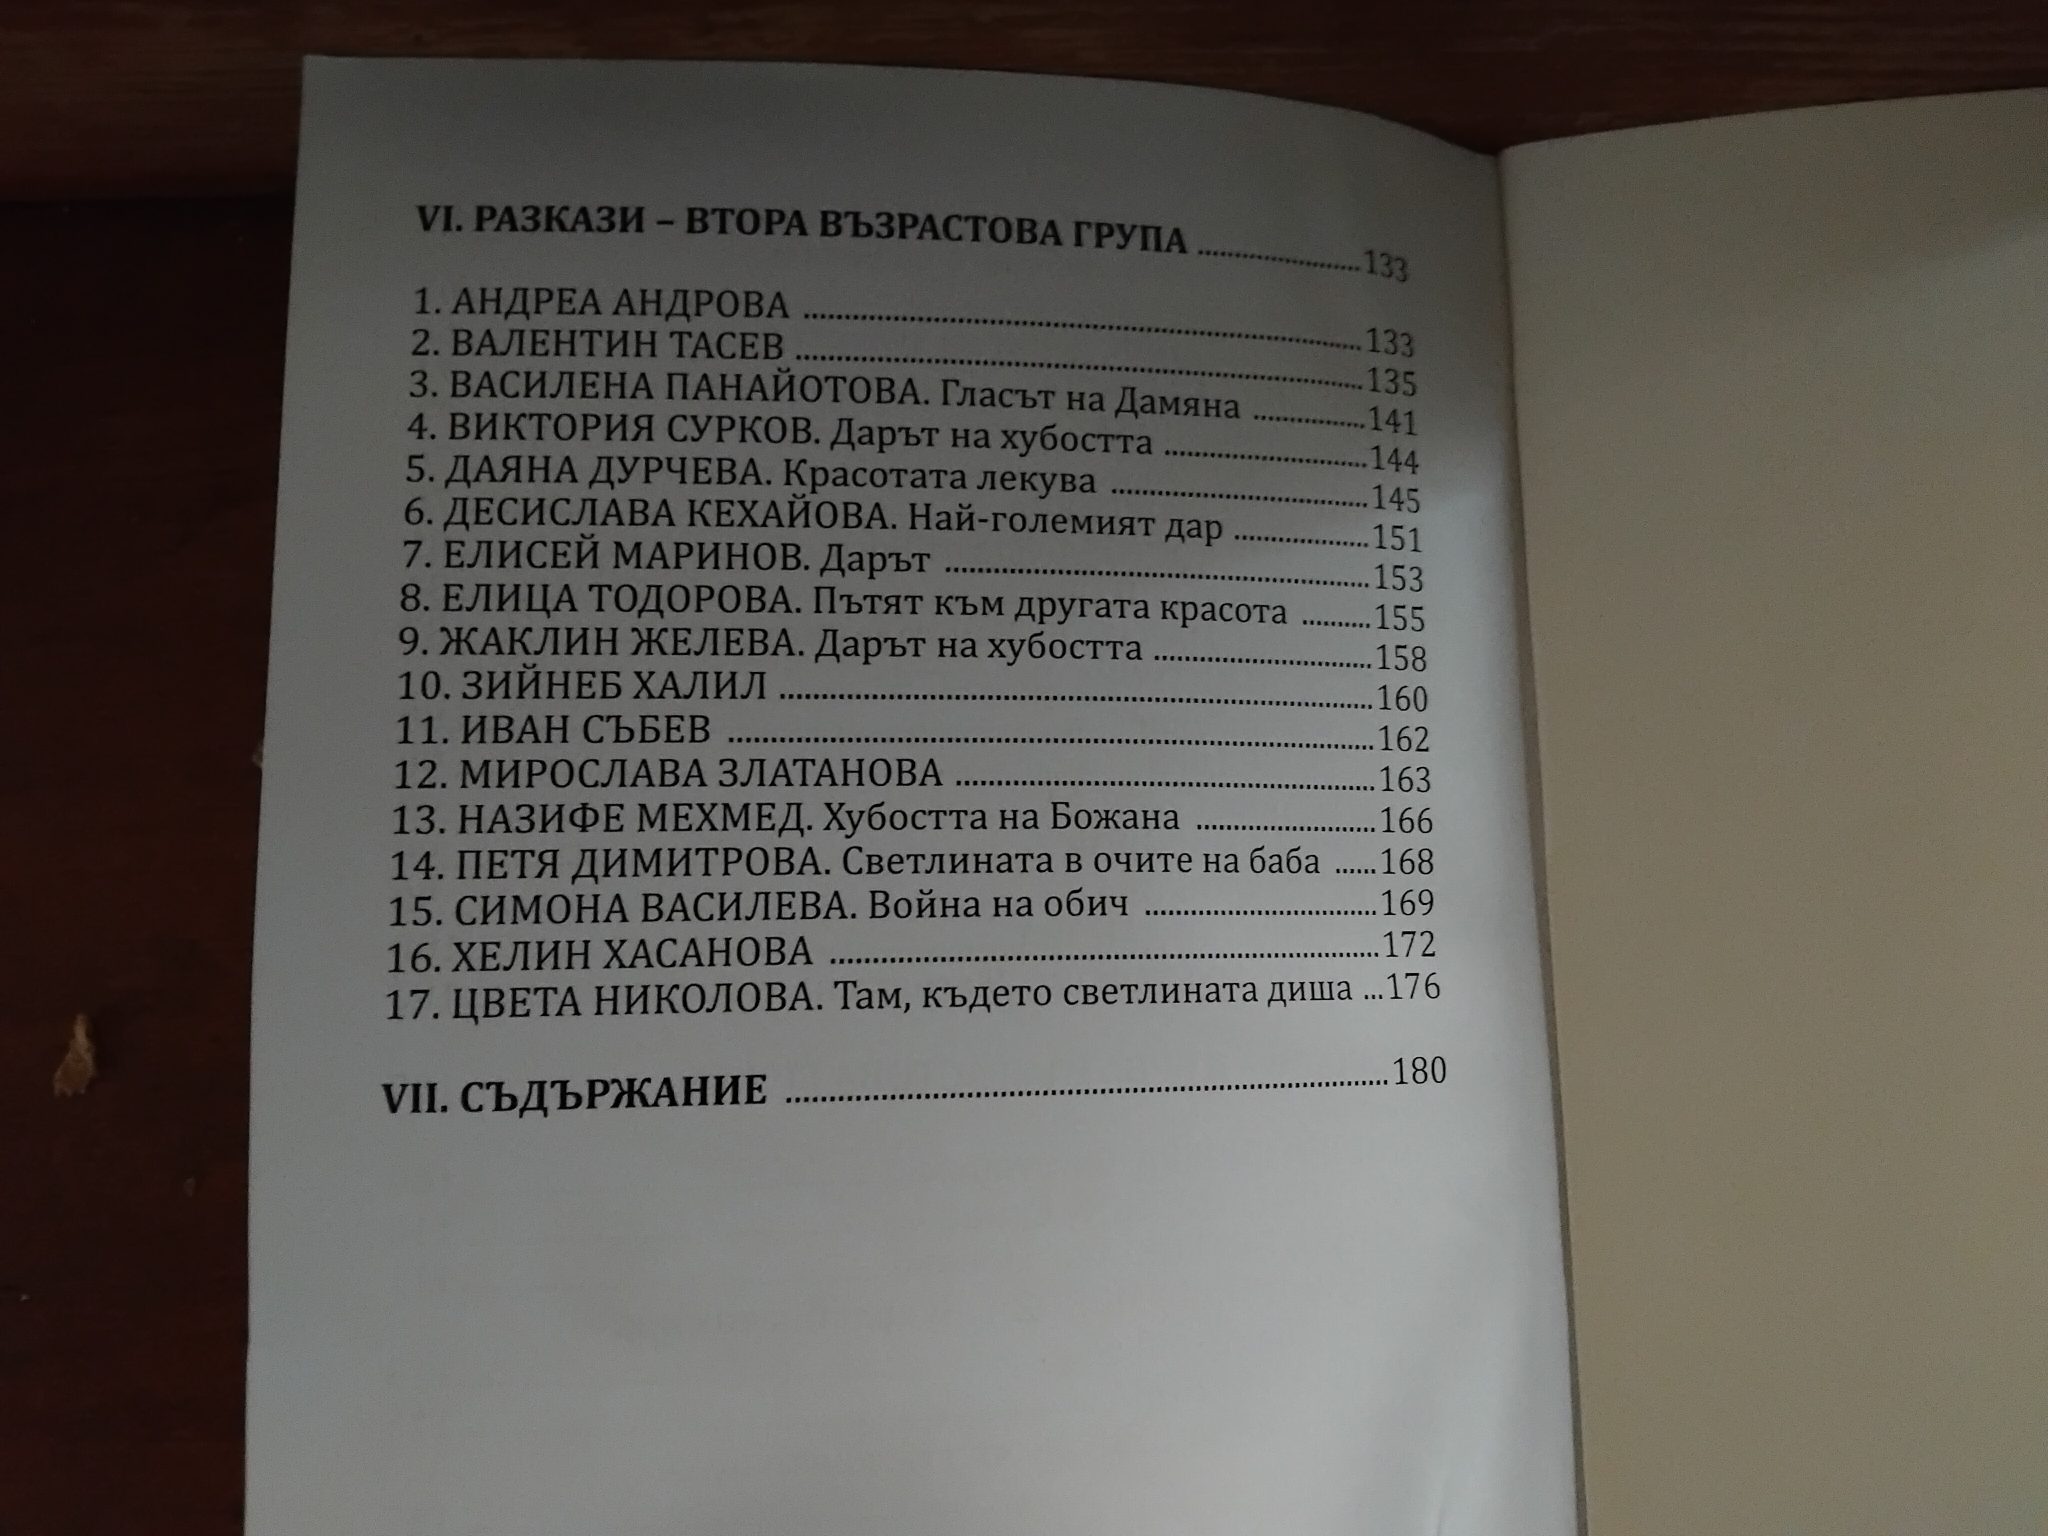 VI. РАЗКАЗИ – ВТОРА ВЪЗРАСТОВА ГРУПА ........................133
1. АНДРЕА АНДРОВА ........................133
2. ВАЛЕНТИН ТАСЕВ ........................135
3. ВАСИЛЕНА ПАНАЙОТОВА. Гласът на Дамяна ................141
4. ВИКТОРИЯ СУРКОВ. Дарът на хубостта ........................144
5. ДАЯНА ДУРЧЕВА. Красотата лекува ........................145
6. ДЕСИСЛАВА КЕХАЙОВА. Най-големият дар ...................151
7. ЕЛИСЕЙ МАРИНОВ. Дарът ........................153
8. ЕЛИЦА ТОДОРОВА. Пътят към другата красота ..........155
9. ЖАКЛИН ЖЕЛЕВА. Дарът на хубостта ........................158
10. ЗИЙНЕБ ХАЛИЛ ........................160
11. ИВАН СЪБЕВ ........................162
12. МИРОСЛАВА ЗЛАТАНОВА ........................163
13. НАЗИФЕ МЕХМЕД. Хубостта на Божана ........................166
14. ПЕТЯ ДИМИТРОВА. Светлината в очите на баба ......168
15. СИМОНА ВАСИЛЕВА. Война на обич ........................169
16. ХЕЛИН ХАСАНОВА ........................172
17. ЦВЕТА НИКОЛОВА. Там, където светлината диша ...176
VII. СЪДЪРЖАНИЕ ........................180